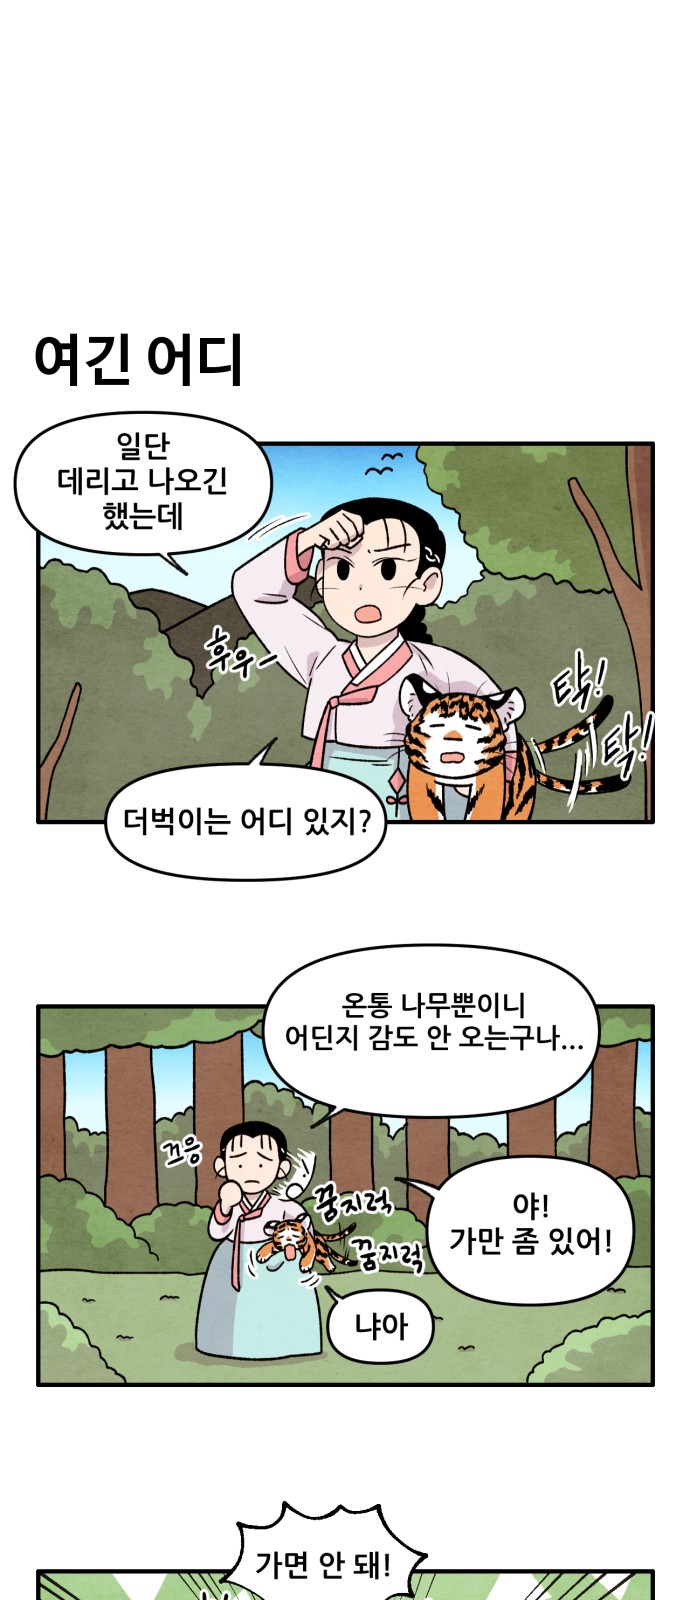 여긴 어디
일단
데리고 나오긴
했는데
후우-
탁!
탁!
더벅이는 어디 있지?
온통 나무뿐이니
어딘지 감도 안 오는구나...
끄응
꿈지럭
꿈지럭
야!
가만 좀 있어!
냐아
가면 안 돼!